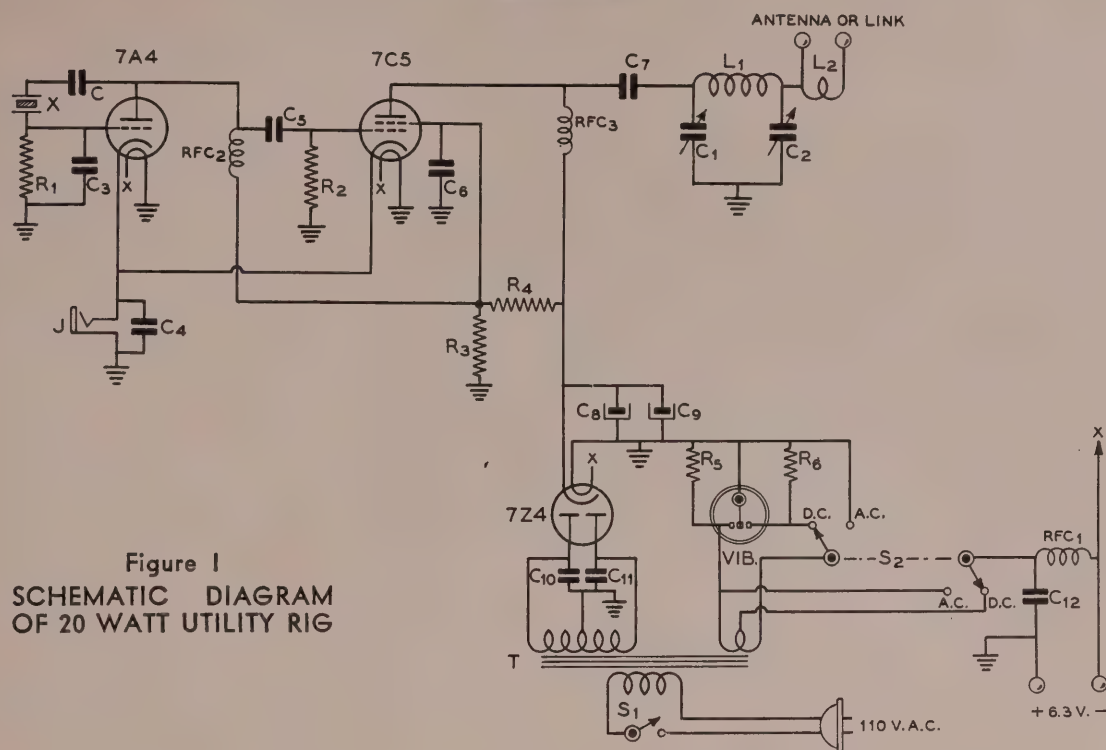 ANTENNA OR LINK
7A4
7C5
C7
L1
L2
C
X
C5
RFC3
RFC2
C1
C2
R1
C3
X
R2
X
C6
R4
J
C4
R3
C8
C9
X
X
R5
R6
7Z4
D.C.
A.C.
RFC1
VIB.
S2
C10
C11
A.C.
D.C.
C12
Figure 1
SCHEMATIC DIAGRAM
OF 20 WATT UTILITY RIG
T
S1
+ 6.3 V. −
110 V. A.C.